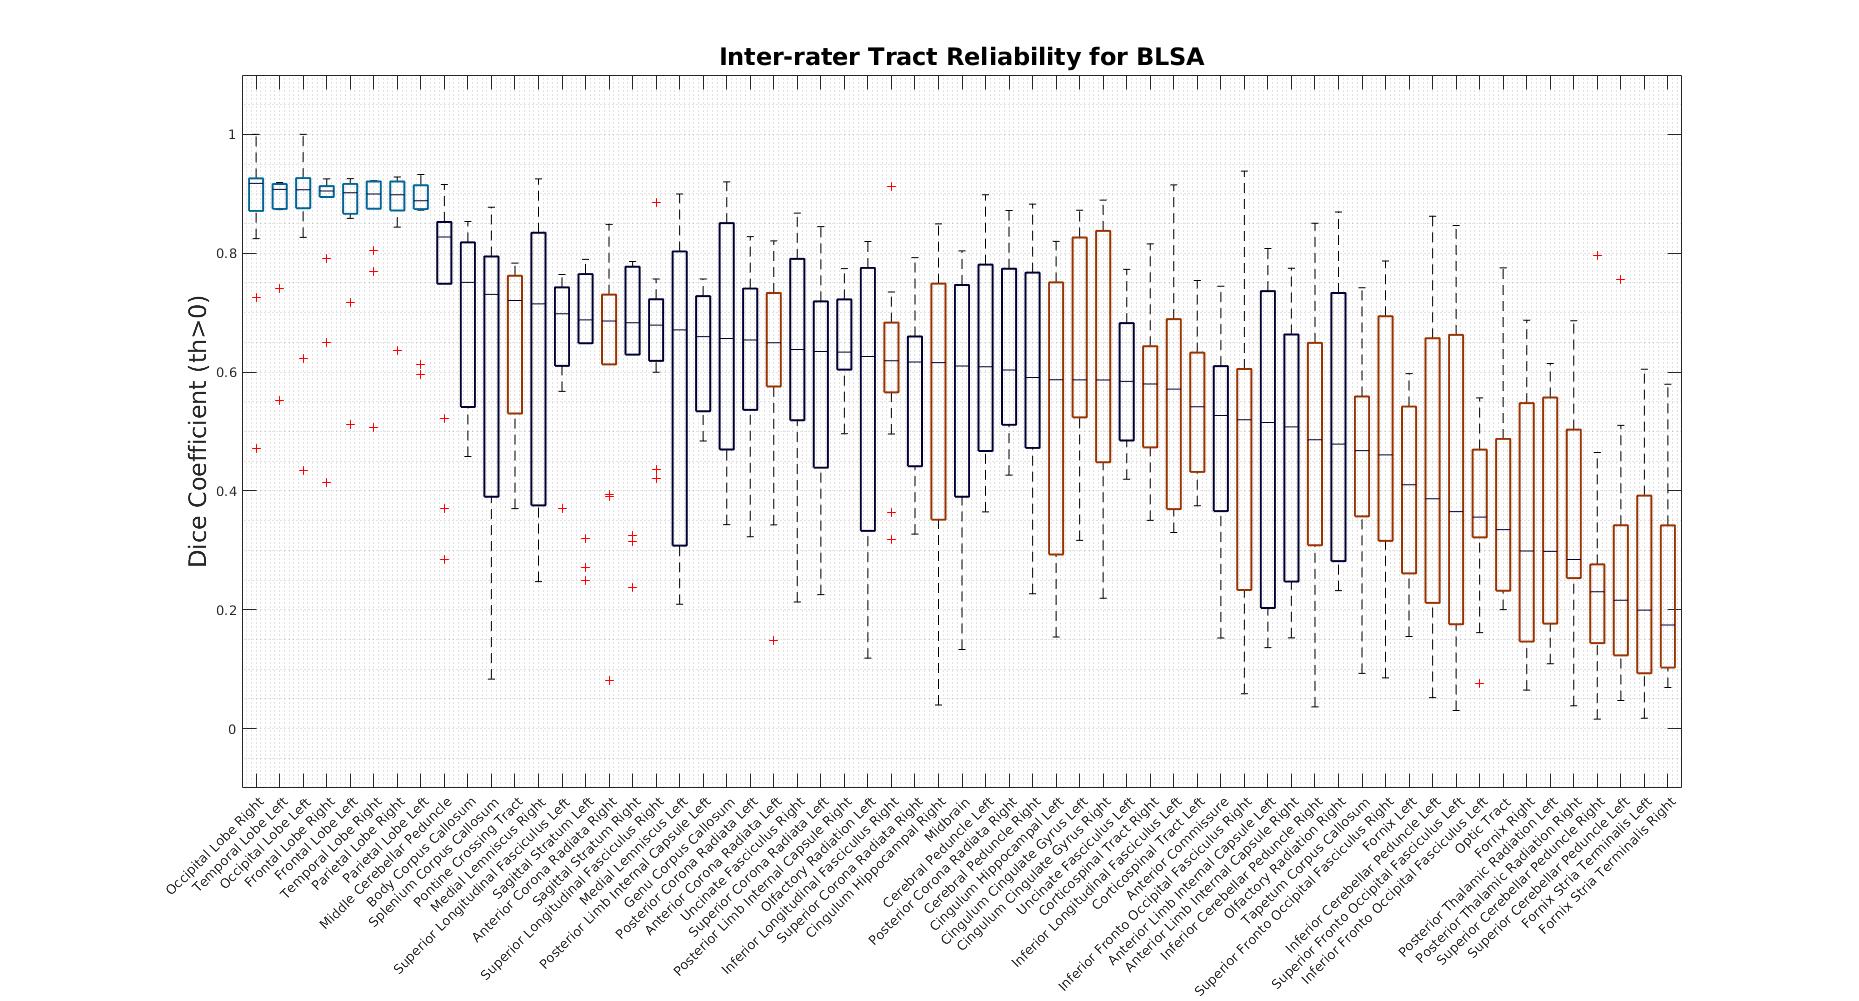 Inter-rater Tract Reliability for BLSA
Dice Coefficient (th>0)
1
0.8
0.6
0.4
0.2
0
Occipital Lobe Right
Temporal Lobe Left
Occipital Lobe Left
Frontal Lobe Right
Frontal Lobe Left
Temporal Lobe Right
Parietal Lobe Right
Parietal Lobe Left
Middle Cerebellar Peduncle
Body Corpus Callosum
Splenium Corpus Callosum
Pontine Crossing Tract
Medial Lemniscus Right
Superior Longitudinal Fasciculus Left
Sagittal Stratum Left
Anterior Corona Radiata Right
Sagittal Stratum Right
Superior Longitudinal Fasciculus Right
Medial Lemniscus Left
Posterior Limb Internal Capsule Left
Genu Corpus Callosum
Posterior Corona Radiata Left
Anterior Corona Radiata Left
Uncinate Fasciculus Right
Superior Corona Radiata Left
Posterior Limb Internal Capsule Right
Olfactory Radiation Left
Inferior Longitudinal Fasciculus Right
Superior Corona Radiata Right
Cingulum Hippocampal Right
Midbrain
Cerebral Peduncle Left
Posterior Corona Radiata Right
Cerebral Peduncle Right
Cingulum Hippocampal Left
Cingulum Cingulate Gyrus Left
Cingulum Cingulate Gyrus Right
Uncinate Fasciculus Left
Corticospinal Tract Right
Inferior Longitudinal Fasciculus Left
Corticospinal Tract Left
Anterior Commissure
Inferior Fronto Occipital Fasciculus Right
Anterior Limb Internal Capsule Left
Anterior Limb Internal Capsule Right
Inferior Cerebellar Peduncle Right
Olfactory Radiation Right
Tapetum Corpus Callosum
Superior Fronto Occipital Fasciculus Right
Fornix Left
Inferior Cerebellar Peduncle Left
Superior Fronto Occipital Fasciculus Left
Inferior Fronto Occipital Fasciculus Left
Optic Tract
Fornix Right
Posterior Thalamic Radiation Left
Posterior Thalamic Radiation Right
Superior Cerebellar Peduncle Right
Superior Cerebellar Peduncle Left
Fornix Stria Terminalis Left
Fornix Stria Terminalis Right